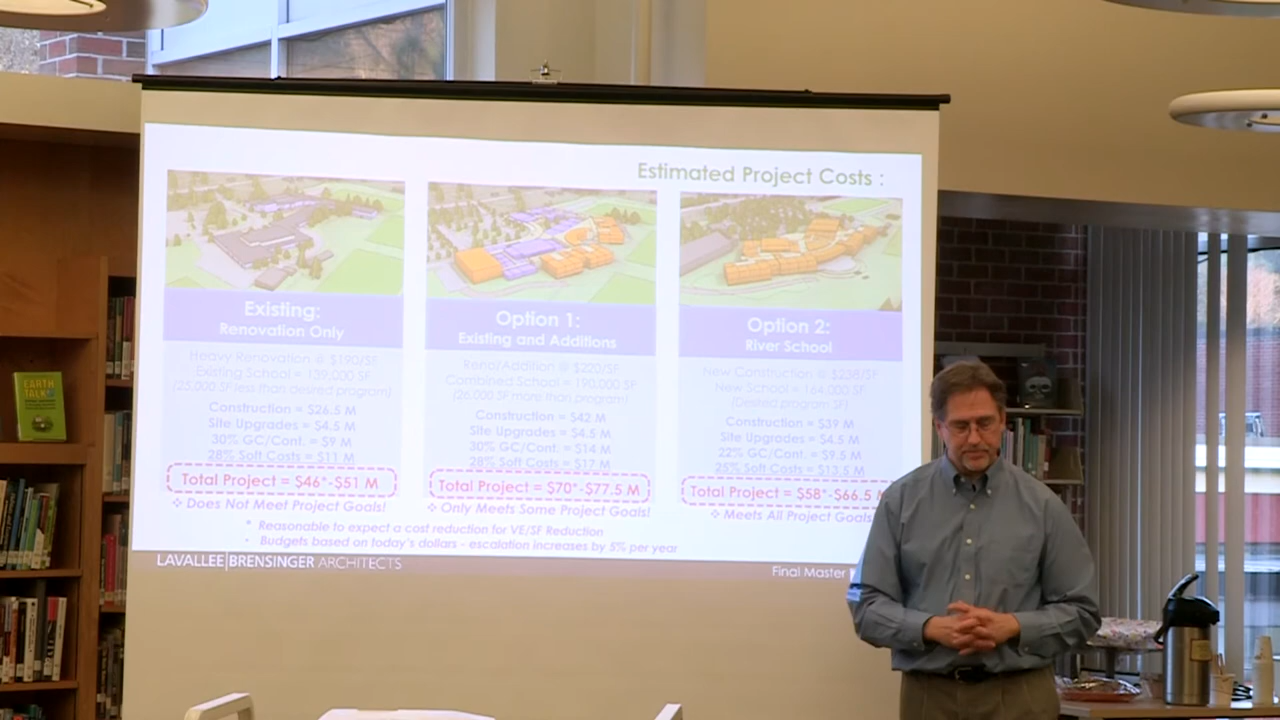 Estimated Project Costs :
Existing:
Renovation Only
Heavy Renovation @ $190/SF
Existing School = 139,000 SF
(25,000 SF less than desired program)
Construction = $26.5 M
Site Upgrades = $4.5 M
30% GC/Cont. = $9 M
28% Soft Costs = $11 M
Total Project = $46*-$51 M
❖ Does Not Meet Project Goals!
Option 1:
Existing and Additions
Reno/Addition @ $220/SF
Combined School = 190,000 SF
(26,000 SF more than program)
Construction = $42 M
Site Upgrades = $4.5 M
30% GC/Cont. = $14 M
28% Soft Costs = $17 M
Total Project = $70*-$77.5 M
❖ Only Meets Some Project Goals!
Option 2:
River School
New Construction @ $238/SF
New School = 164,000 SF
(Desired program SF)
Construction = $39 M
Site Upgrades = $4.5 M
22% GC/Cont. = $9.5 M
25% Soft Costs = $13.5 M
Total Project = $58*-$66.5 M
❖ Meets All Project Goals
* Reasonable to expect a cost reduction for VE/SF Reduction
• Budgets based on today's dollars - escalation increases by 5% per year
LAVALLEE|BRENSINGER ARCHITECTS
Final Master
EARTH
TALK